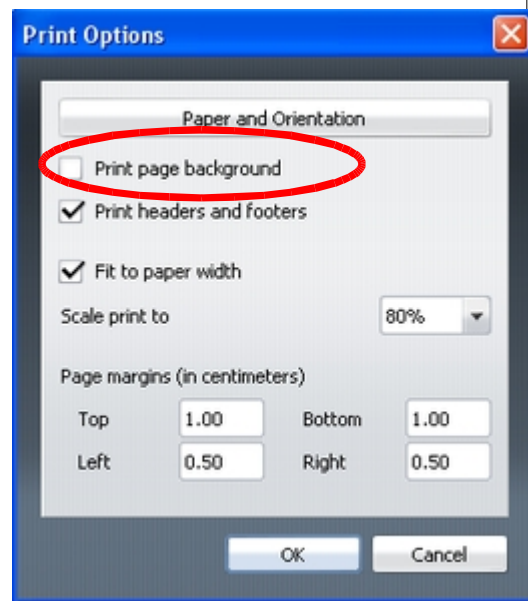 Print Options
Paper and Orientation
Print page background
Print headers and footers
Fit to paper width
Scale print to 80%
Page margins (in centimeters)
Top 1.00 Bottom 1.00
Left 0.50 Right 0.50
OK Cancel